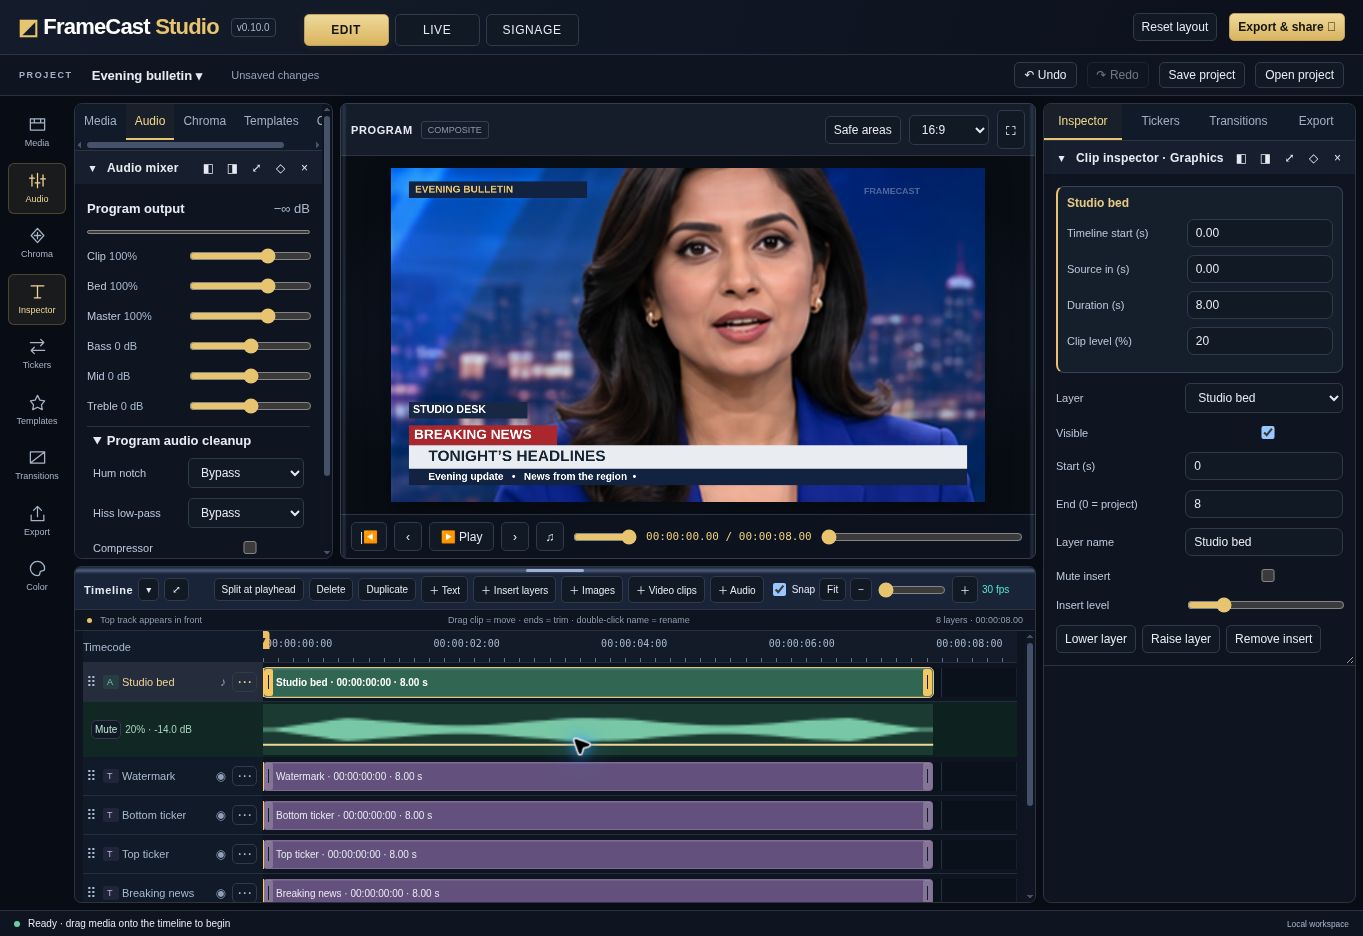 FrameCast Studio v0.10.0 EDIT LIVE SIGNAGE Reset layout Export & share
PROJECT Evening bulletin ▾ Unsaved changes ↶ Undo ↷ Redo Save project Open project
Media
Audio
Chroma
Inspector
Tickers
Templates
Transitions
Export
Color
Media Audio Chroma Templates
▼ Audio mixer
Program output −∞ dB
Clip 100%
Bed 100%
Master 100%
Bass 0 dB
Mid 0 dB
Treble 0 dB
▼ Program audio cleanup
Hum notch Bypass
Hiss low-pass Bypass
Compressor
PROGRAM COMPOSITE Safe areas 16:9
EVENING BULLETIN FRAMECAST
STUDIO DESK
BREAKING NEWS
TONIGHT’S HEADLINES
Evening update • News from the region •
Play 00:00:00.00 / 00:00:08.00
Inspector Tickers Transitions Export
▼ Clip inspector · Graphics
Studio bed
Timeline start (s) 0.00
Source in (s) 0.00
Duration (s) 8.00
Clip level (%) 20
Layer Studio bed
Visible
Start (s) 0
End (0 = project) 8
Layer name Studio bed
Mute insert
Insert level
Lower layer Raise layer Remove insert
Timeline Split at playhead Delete Duplicate + Text + Insert layers + Images + Video clips + Audio Snap Fit − + 30 fps
Top track appears in front Drag clip = move · ends = trim · double-click name = rename 8 layers · 00:00:08.00
Timecode 00:00:00:00 00:00:02:00 00:00:04:00 00:00:06:00 00:00:08:00
A Studio bed ♪ ⋯ Studio bed · 00:00:00:00 · 8.00 s
Mute 20% · -14.0 dB
T Watermark ◉ ⋯ Watermark · 00:00:00:00 · 8.00 s
T Bottom ticker ◉ ⋯ Bottom ticker · 00:00:00:00 · 8.00 s
T Top ticker ◉ ⋯ Top ticker · 00:00:00:00 · 8.00 s
T Breaking news ◉ ⋯ Breaking news · 00:00:00:00 · 8.00 s
Ready · drag media onto the timeline to begin Local workspace